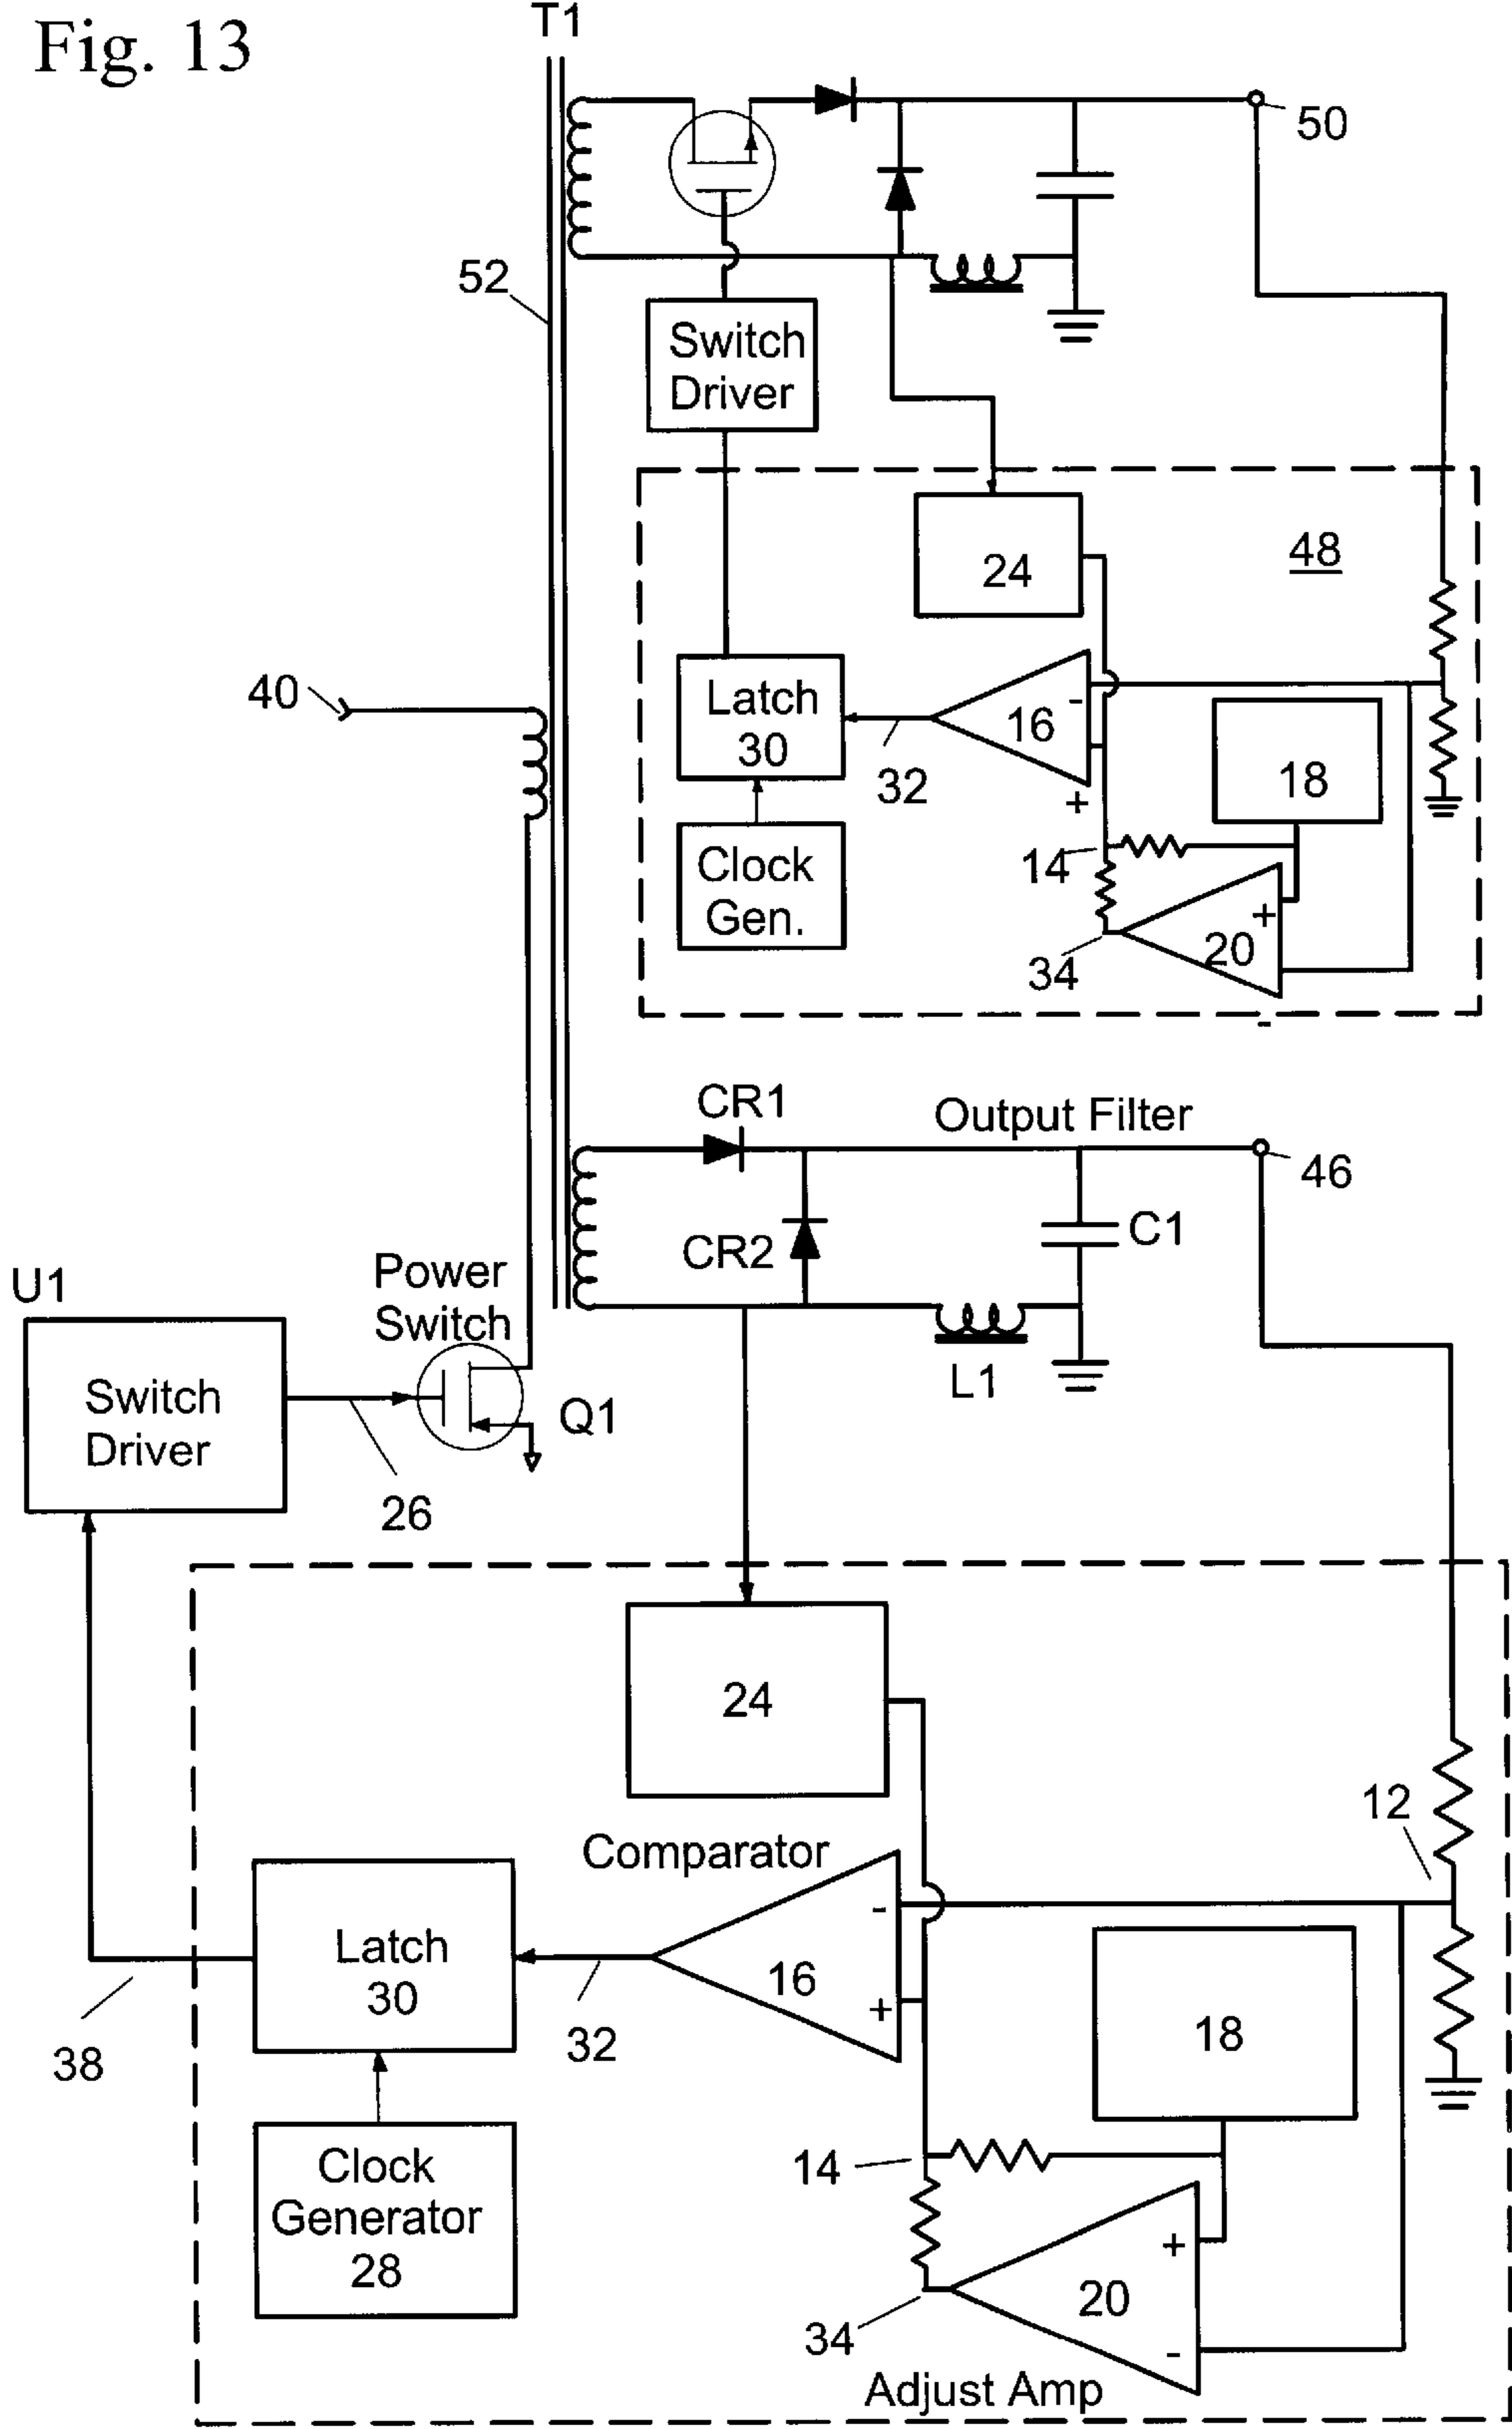 Fig. 13
T1
50
52
Switch
Driver
24
48
40
Latch
30
32
-
16
+
18
14
Clock
Gen.
+
20
34
-
CR1
Output Filter
46
CR2
C1
U1
Power
Switch
Switch
Driver
Q1
L1
26
24
12
Comparator
-
Latch
30
16
+
18
32
38
14
Clock
Generator
28
+
20
34
-
Adjust Amp